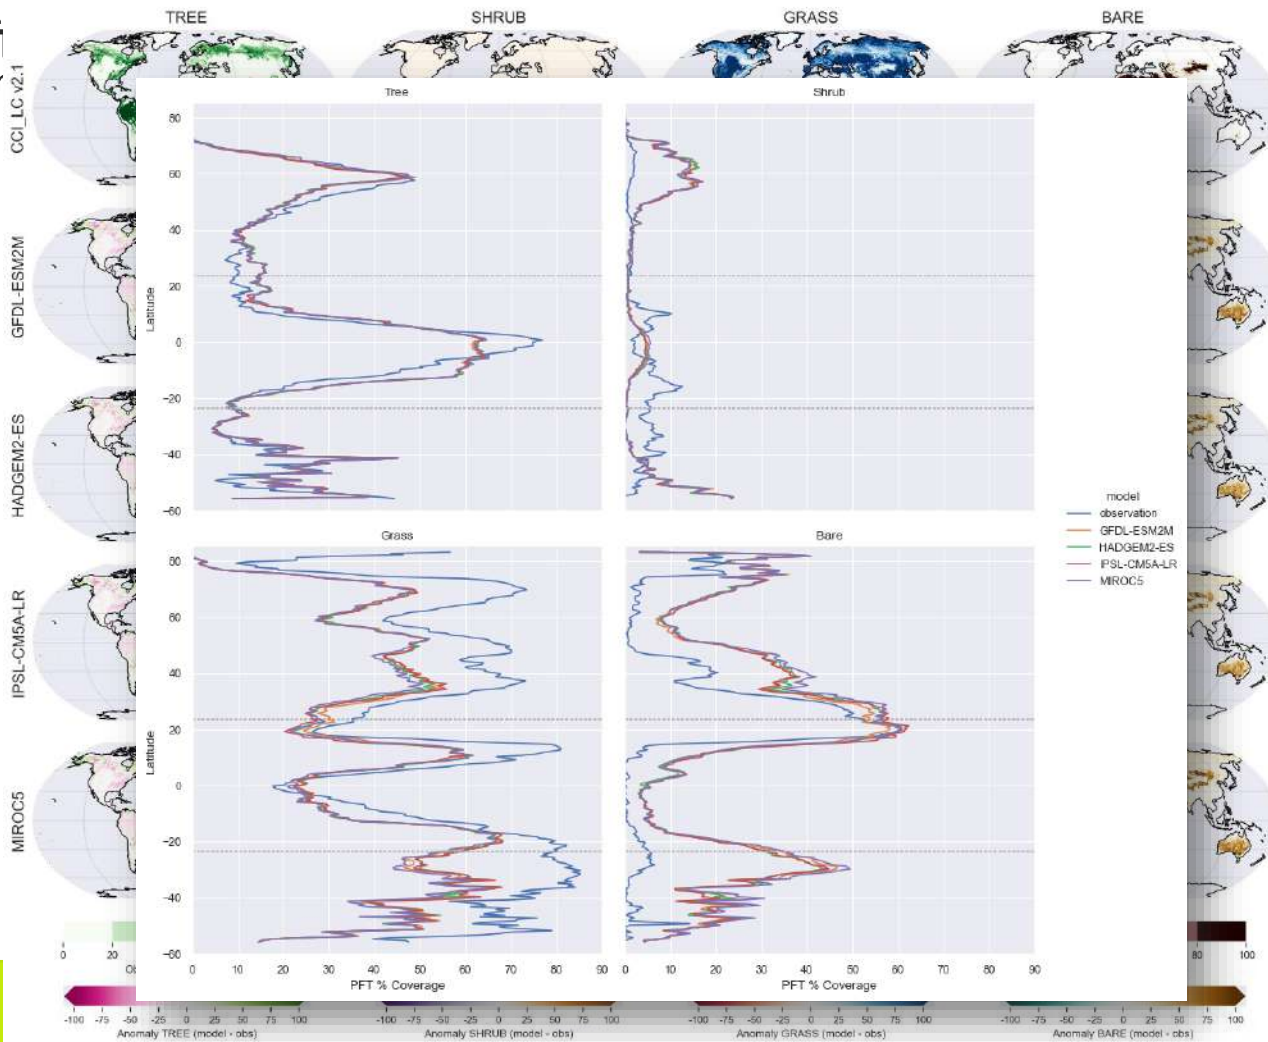 TREE SHRUB GRASS BARE
CCI_LC v2.1
GFDL-ESM2M
HADGEM2-ES
IPSL-CM5A-LR
MIROC5
Tree Shrub
80
60
40
20
0
−20
−40
−60
Latitude
model
observation
GFDL-ESM2M
HADGEM2-ES
IPSL-CM5A-LR
MIROC5
Grass Bare
80
60
40
20
0
−20
−40
−60
Latitude
0 10 20 30 40 50 60 70 80 90 0 10 20 30 40 50 60 70 80 90
PFT % Coverage PFT % Coverage
0 20 80 100
-100 -75 -50 -25 0 25 50 75 100 -100 -75 -50 -25 0 25 50 75 100 -100 -75 -50 -25 0 25 50 75 100 -100 -75 -50 -25 0 25 50 75 100
Anomaly TREE (model - obs) Anomaly SHRUB (model - obs) Anomaly GRASS (model - obs) Anomaly BARE (model - obs)